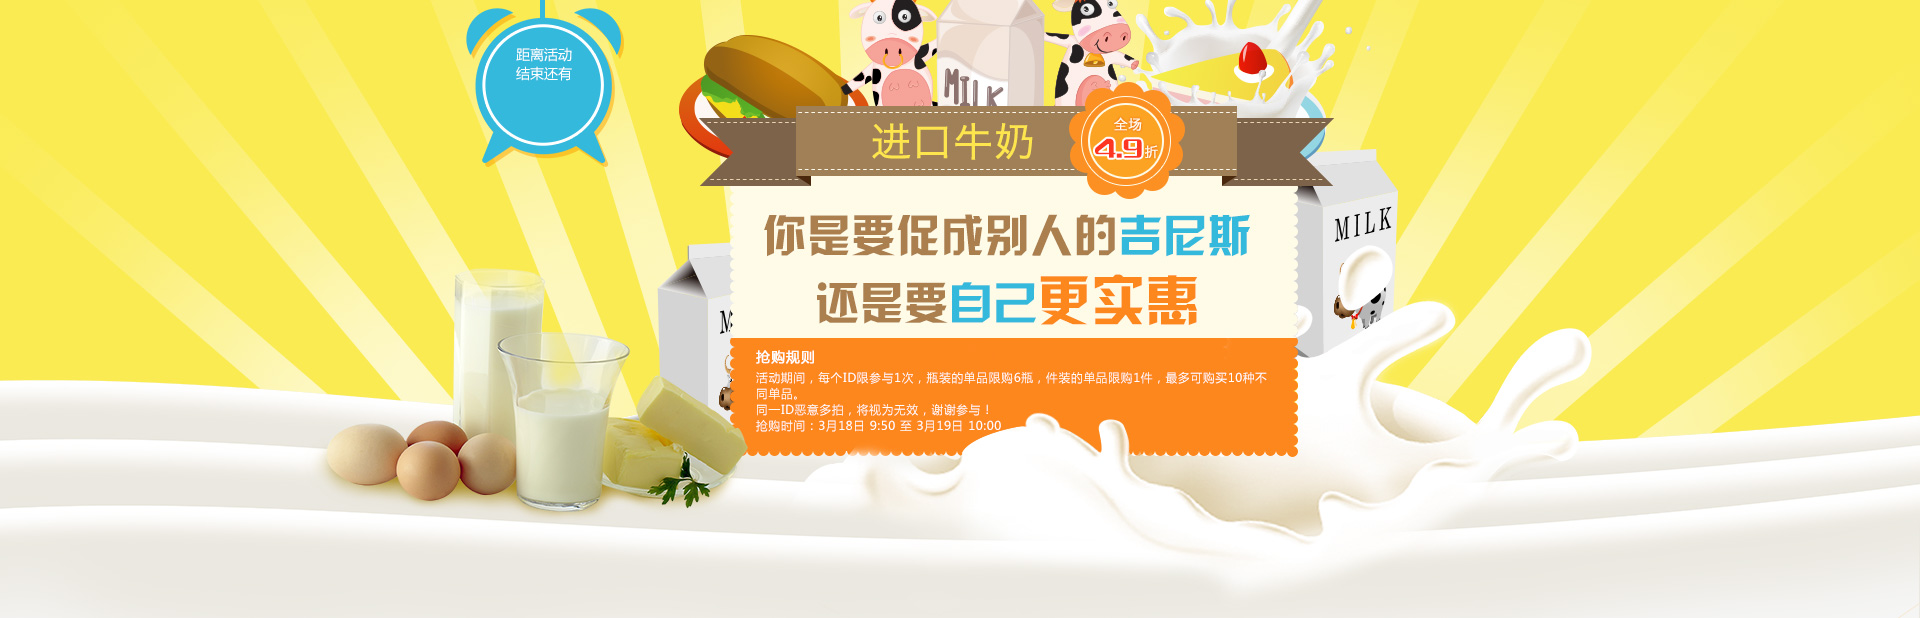 距离活动
结束还有
MILK
进口牛奶
全场
4.9折
MILK
你是要促成别人的吉尼斯
还是要自己更实惠
M
抢购规则
活动期间，每个ID限参与1次，瓶装的单品限购6瓶，件装的单品限购1件，最多可购买10种不
同单品。
同一ID恶意多拍，将视为无效，谢谢参与！
抢购时间：3月18日 9:50 至 3月19日 10:00